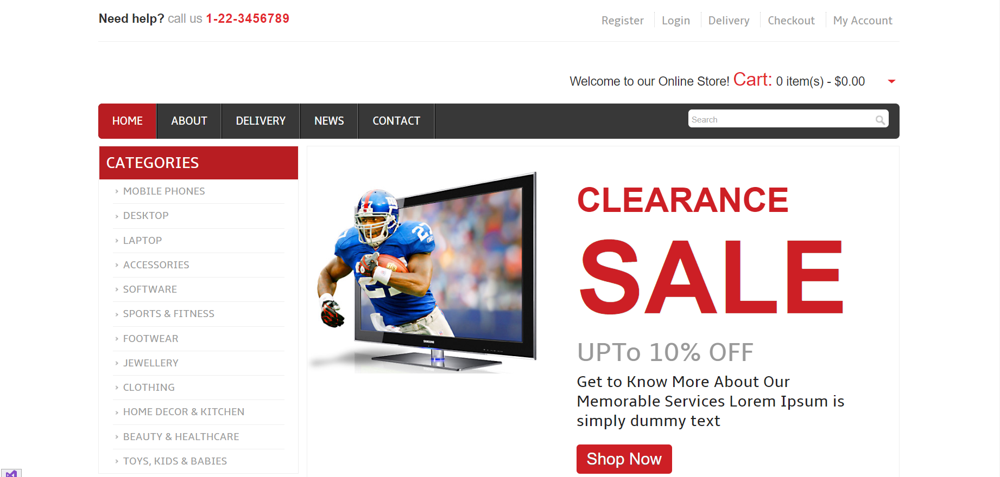 Need help? call us 1-22-3456789
Register Login Delivery Checkout My Account
Welcome to our Online Store! Cart: 0 item(s) - $0.00
HOME ABOUT DELIVERY NEWS CONTACT Search
CATEGORIES
MOBILE PHONES
DESKTOP
LAPTOP
ACCESSORIES
SOFTWARE
SPORTS & FITNESS
FOOTWEAR
JEWELLERY
CLOTHING
HOME DECOR & KITCHEN
BEAUTY & HEALTHCARE
TOYS, KIDS & BABIES
27
27
SAMSUNG
CLEARANCE
SALE
UPTo 10% OFF
Get to Know More About Our
Memorable Services Lorem Ipsum is
simply dummy text
Shop Now